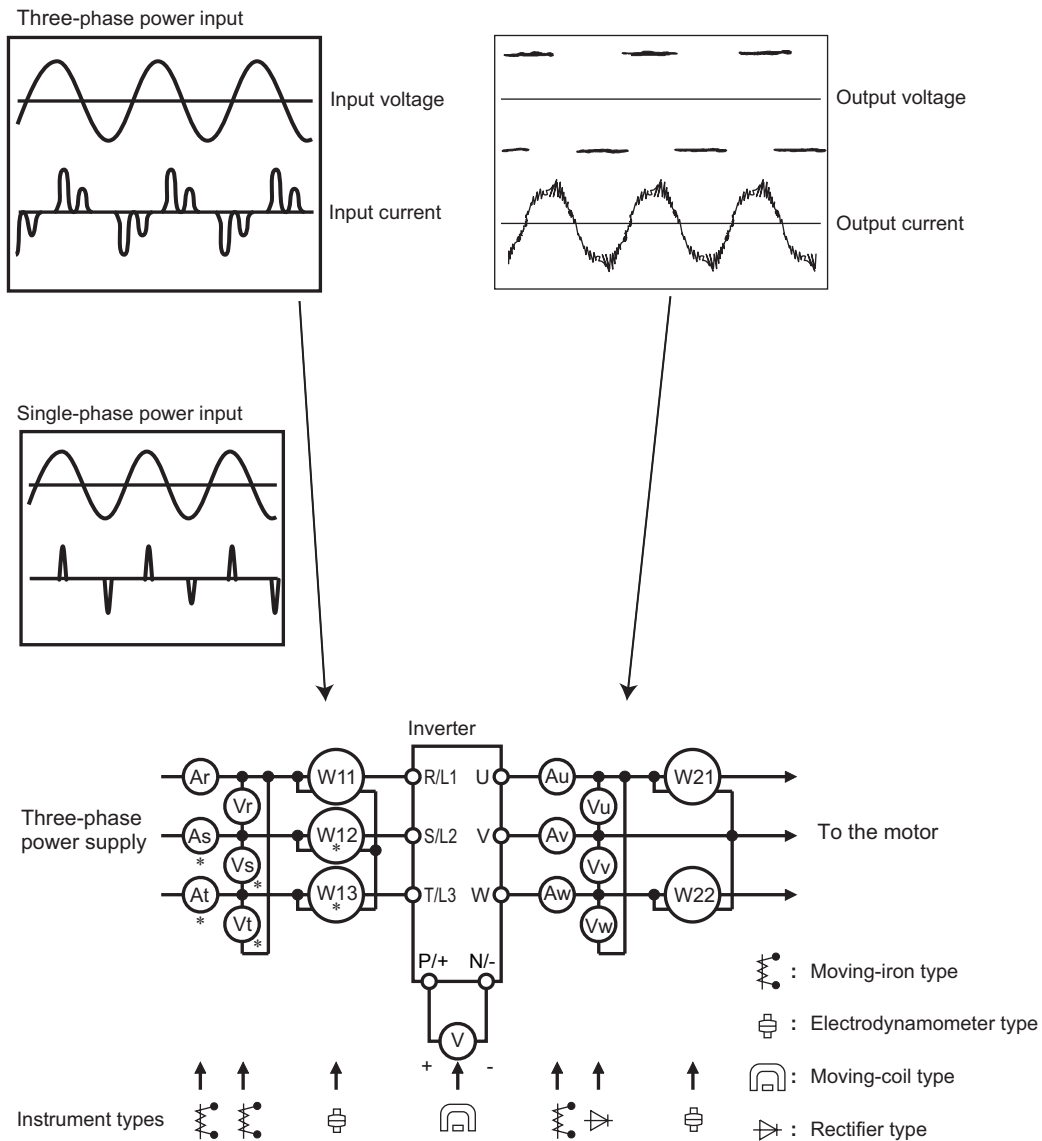 Three-phase power input
Input voltage
Input current
Output voltage
Output current
Single-phase power input
Inverter
Three-phase
power supply
Ar
Vr
As
*
Vs
*
At
*
Vt
*
W11
W12
*
W13
*
R/L1
S/L2
T/L3
U
V
W
P/+
N/-
V
+
-
Au
Vu
Av
Vv
Aw
Vw
W21
W22
To the motor
: Moving-iron type
: Electrodynamometer type
: Moving-coil type
: Rectifier type
Instrument types